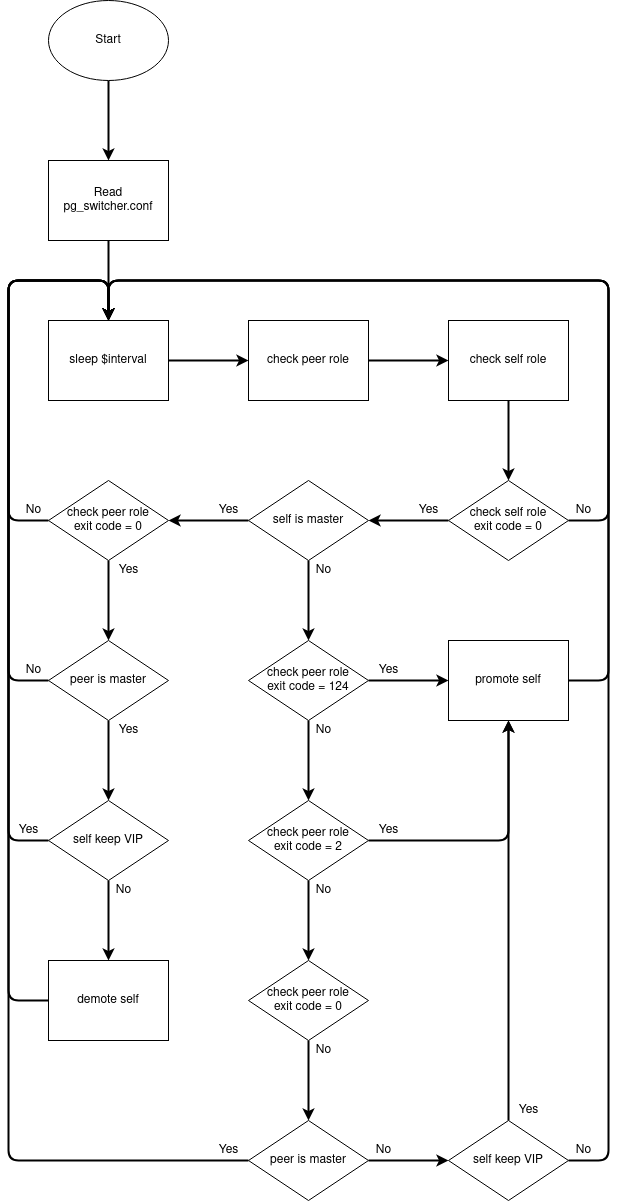 Start
Read
pg_switcher.conf
sleep $interval
check peer role
check self role
No
check peer role
exit code = 0
Yes
self is master
Yes
check self role
exit code = 0
No
Yes
No
No
peer is master
check peer role
exit code = 124
Yes
promote self
Yes
No
Yes
self keep VIP
check peer role
exit code = 2
Yes
No
No
demote self
check peer role
exit code = 0
No
Yes
Yes
peer is master
No
self keep VIP
No